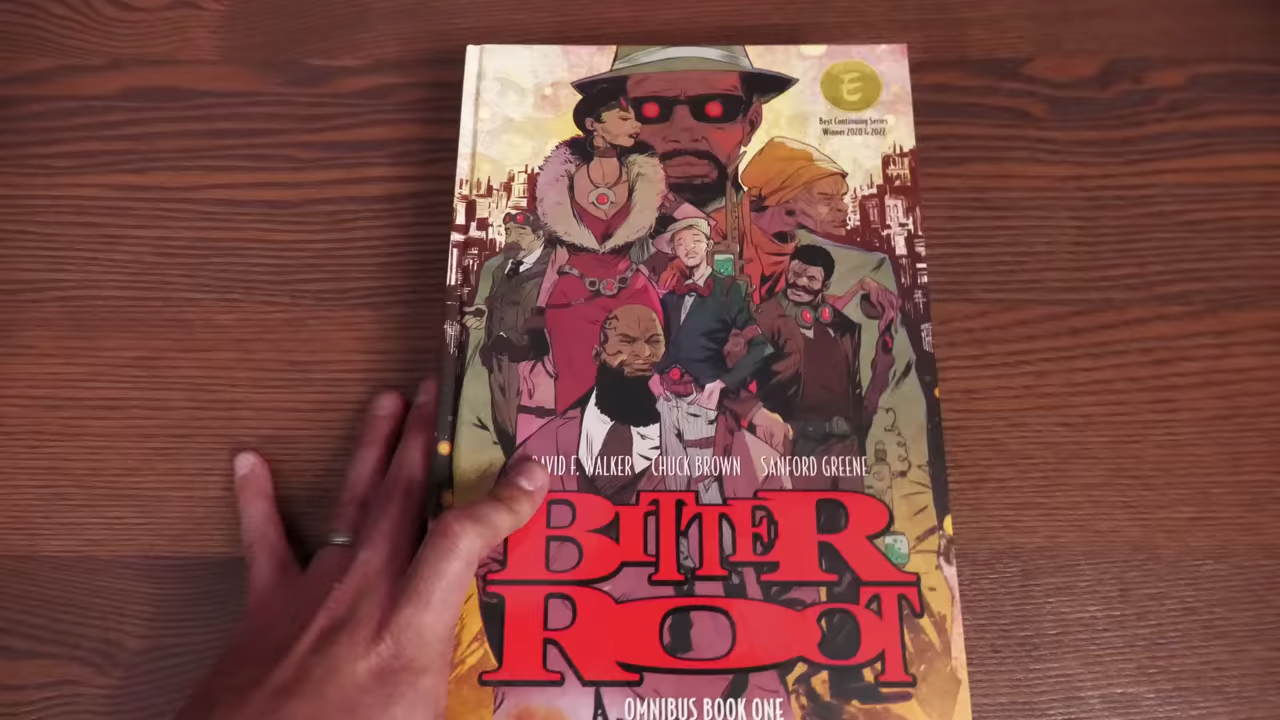 E
Best Continuing Series
Winner 2020 & 2022
DAVID F. WALKER CHUCK BROWN SANFORD GREENE
BITTER
ROOT
OMNIBUS BOOK ONE